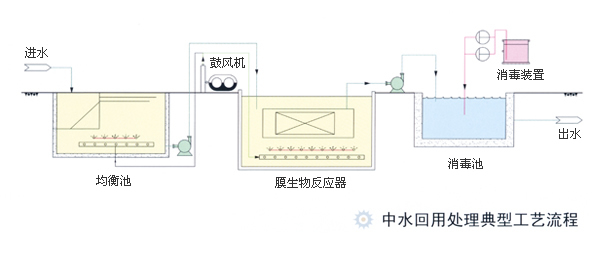 进水
鼓风机
消毒装置
出水
均衡池
膜生物反应器
消毒池
中水回用处理典型工艺流程